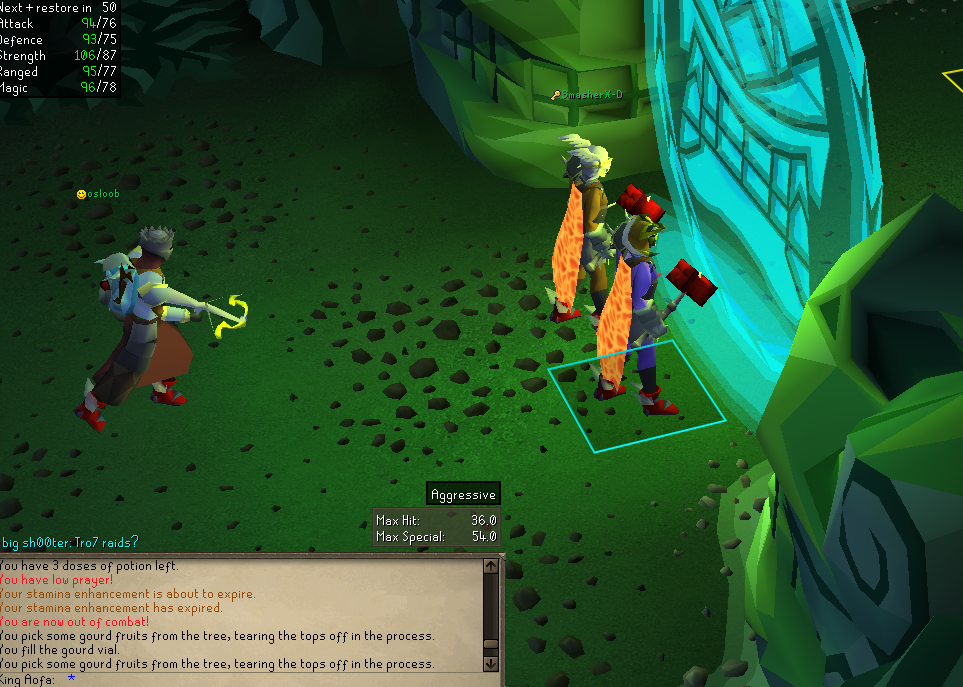 Next + restore in 50
Attack 94/76
Defence 93/75
Strength 106/87
Ranged 95/77
Magic 96/78
SmasherX-D
osloob
Aggressive
Max Hit: 36.0
Max Special: 54.0
big sh00ter: Tro7 raids?
You have 3 doses of potion left.
You have low prayer!
Your stamina enhancement is about to expire.
Your stamina enhancement has expired.
You are now out of combat!
You pick some gourd fruits from the tree, tearing the tops off in the process.
You fill the gourd vial.
You pick some gourd fruits from the tree, tearing the tops off in the process.
King Aofa: *